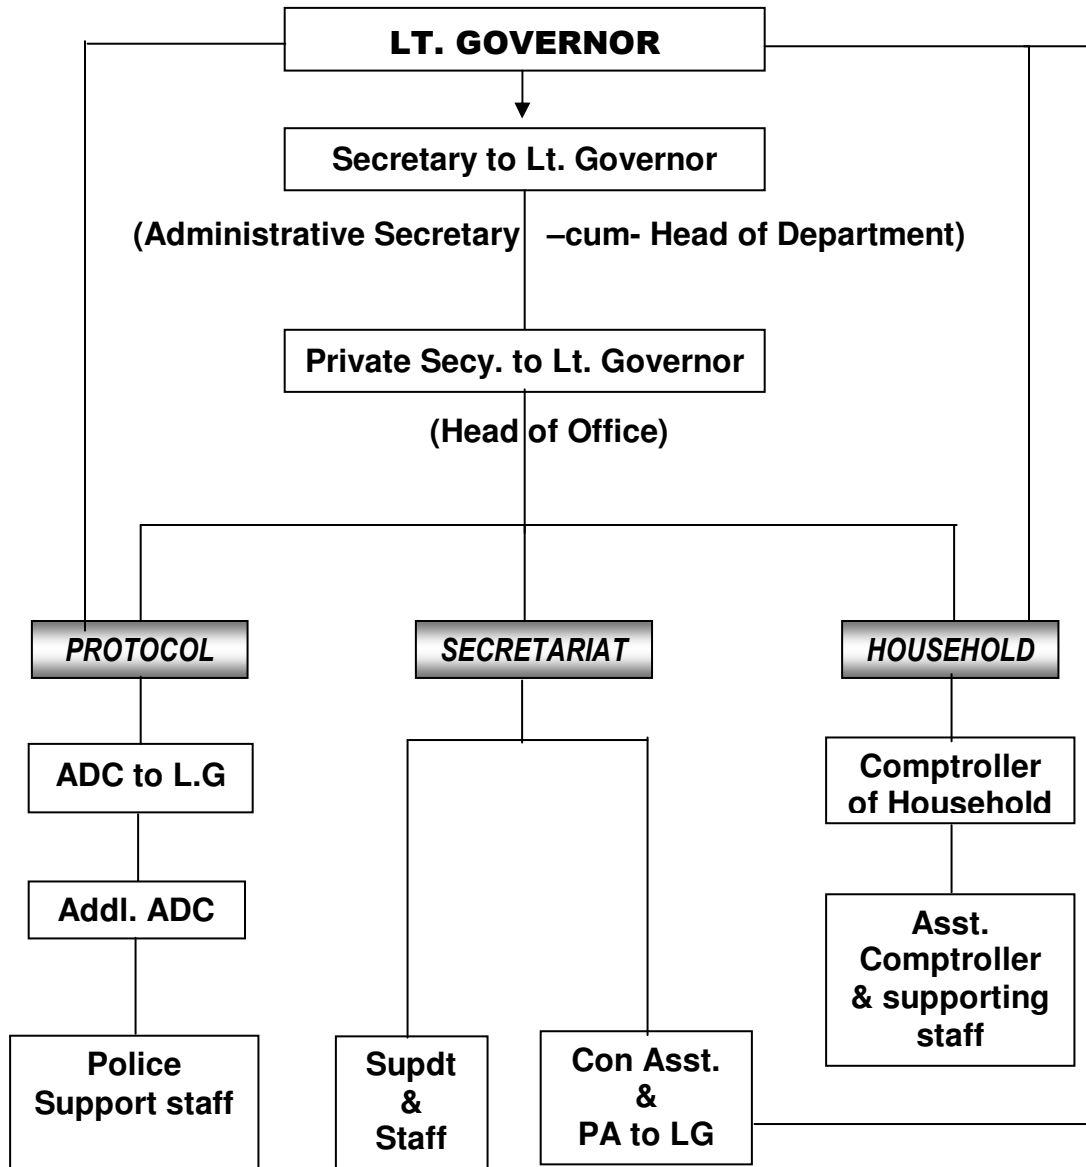 LT. GOVERNOR
Secretary to Lt. Governor
(Administrative Secretary –cum- Head of Department)
Private Secy. to Lt. Governor
(Head of Office)
PROTOCOL
SECRETARIAT
HOUSEHOLD
ADC to L.G
Comptroller
of Household
Addl. ADC
Asst.
Comptroller
& supporting
staff
Police
Support staff
Supdt
&
Staff
Con Asst.
&
PA to LG